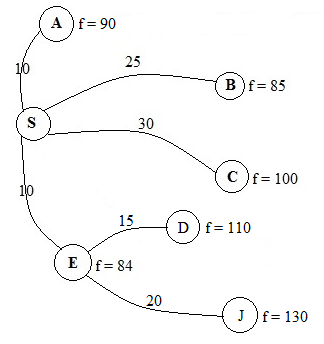 A f = 90
10
25
B f = 85
S
30
C f = 100
10
15
D f = 110
E f = 84
20
J f = 130